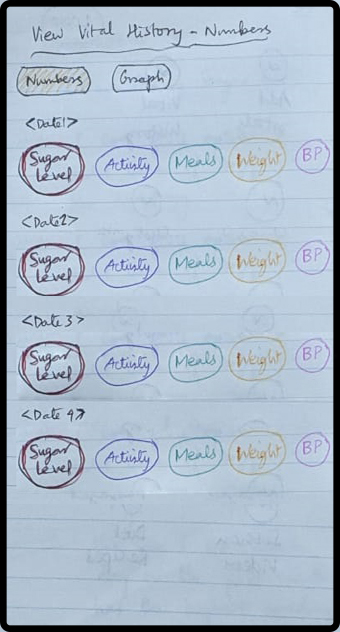 View Vital History - Numbers
Numbers Graph
<Date1>
Sugar Level Activity Meals Weight BP
<Date2>
Sugar Level Activity Meals Weight BP
<Date 3>
Sugar Level Activity Meals Weight BP
<Date 4>
Sugar Level Activity Meals Weight BP